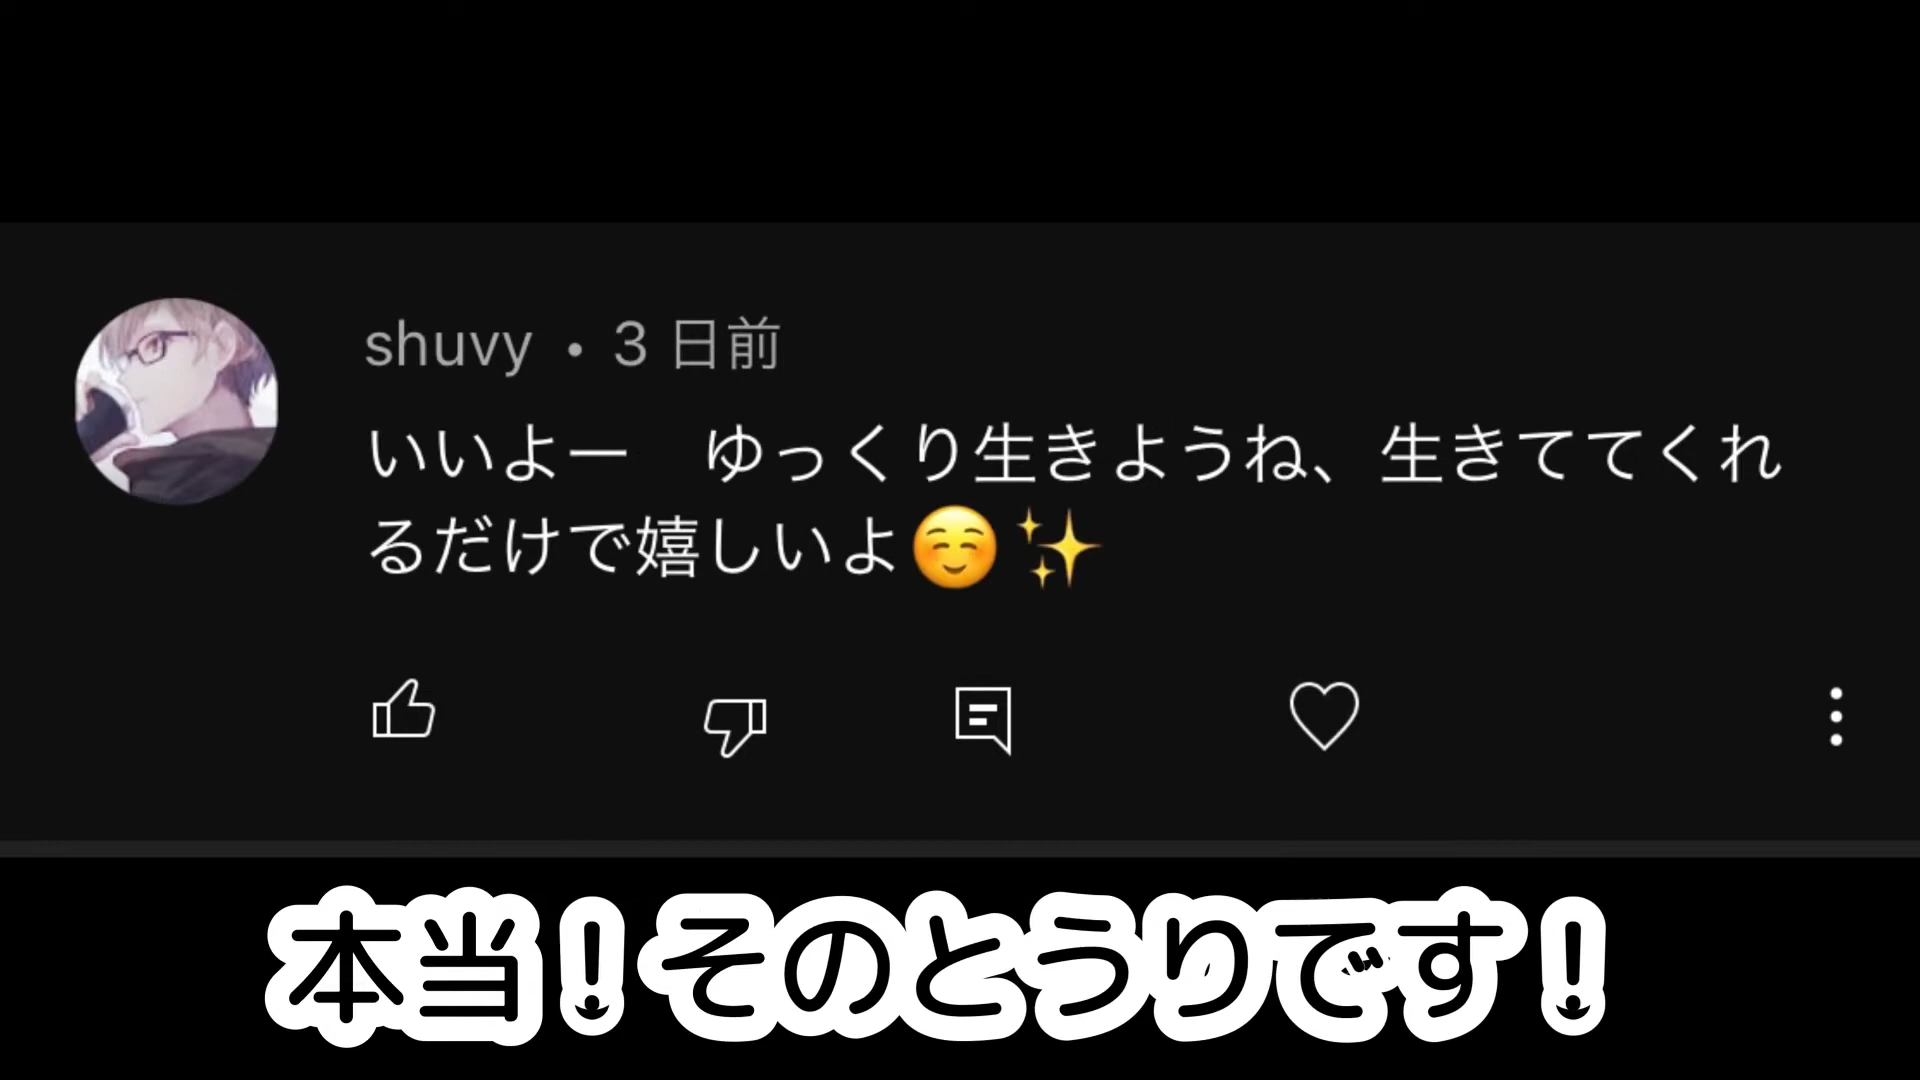 shuvy • 3 日前
いいよー　ゆっくり生きようね、生きててくれ
るだけで嬉しいよ☺️✨
本当！そのとうりです！